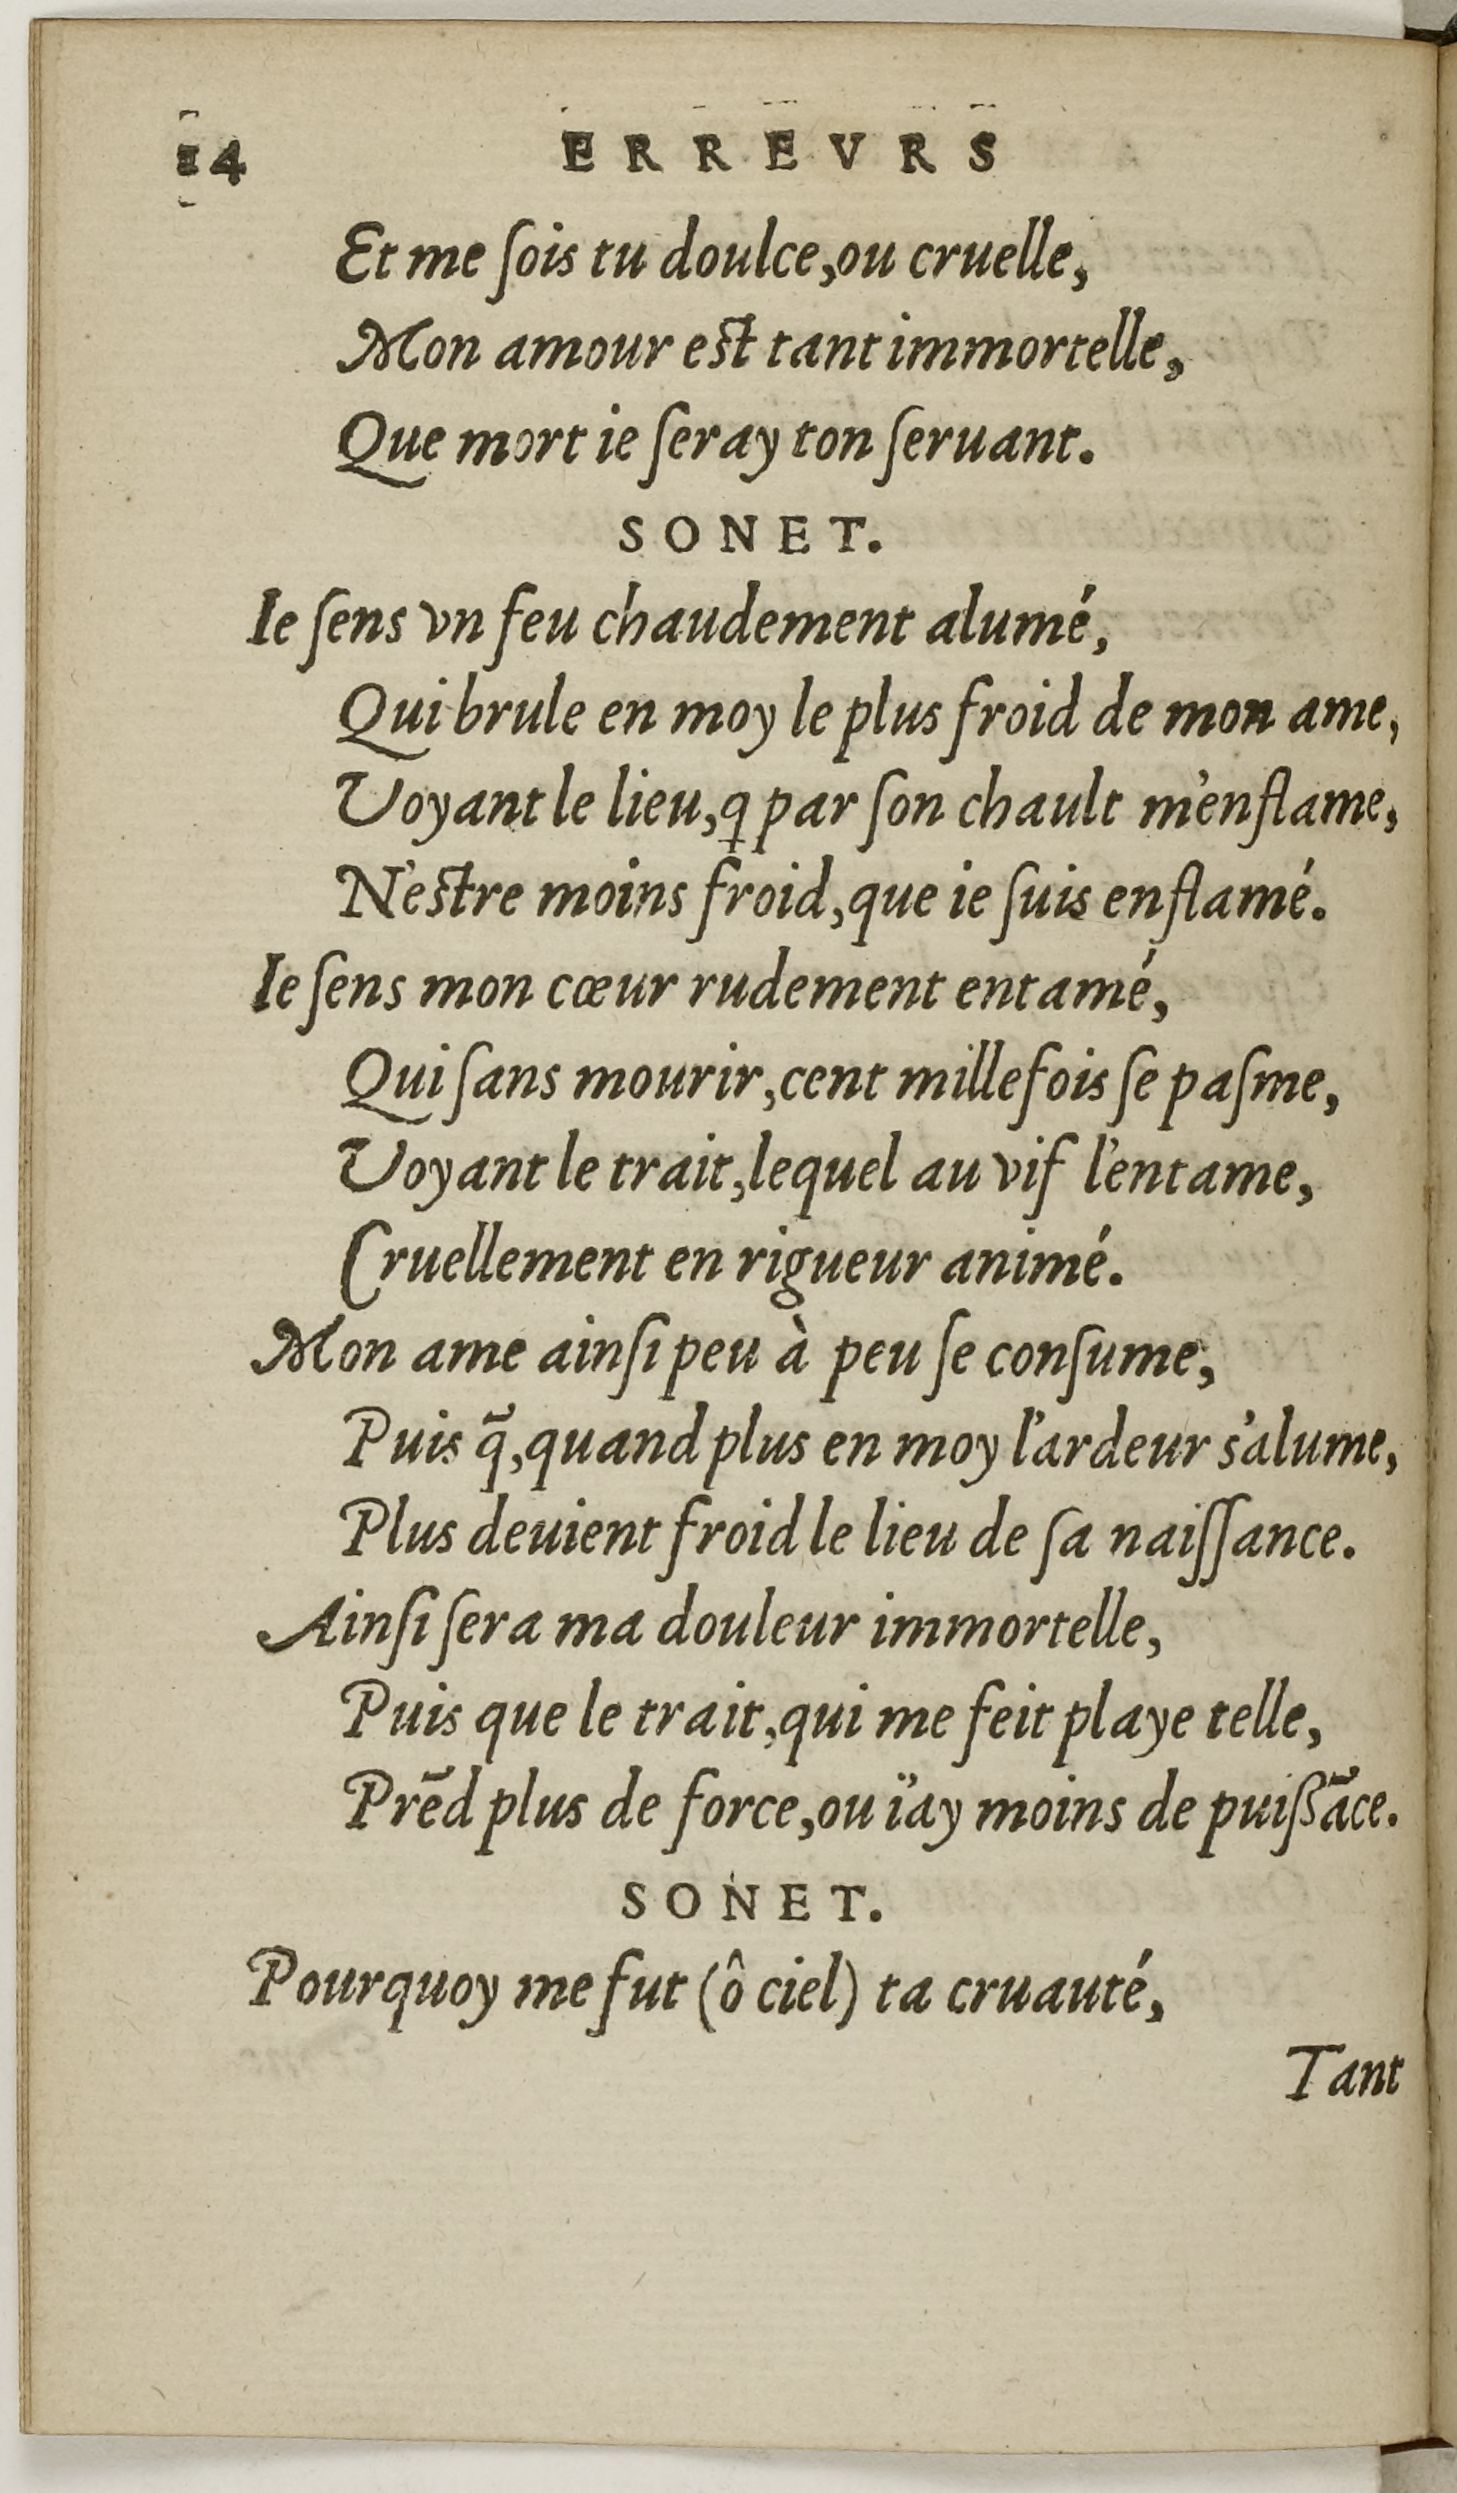 14 ERREVRS
Et me ſois tu doulce, ou cruelle,
Mon amour est tant immortelle,
Que mort ie ſeray ton ſeruant.
SONET.
Ie ſens vn feu chaudement alumé,
Qui brule en moy le plus froid de mon ame,
Voyant le lieu, ꝗ par ſon chault m'enflame,
N'estre moins froid, que ie ſuis enflamé.
Ie ſens mon cœur rudement entamé,
Qui ſans mourir, cent mille fois ſe paſme,
Voyant le trait, lequel au vif l'entame,
Cruellement en rigueur animé.
Mon ame ainſi peu à peu ſe conſume,
Puis q̃, quand plus en moy l'ardeur s'alume,
Plus deuient froid le lieu de ſa naiſſance.
Ainſi ſera ma douleur immortelle,
Puis que le trait, qui me feit playe telle,
Prẽd plus de force, ou i'ay moins de puiſsãce.
SONET.
Pourquoy me fut (ô ciel) ta cruauté,
Tant